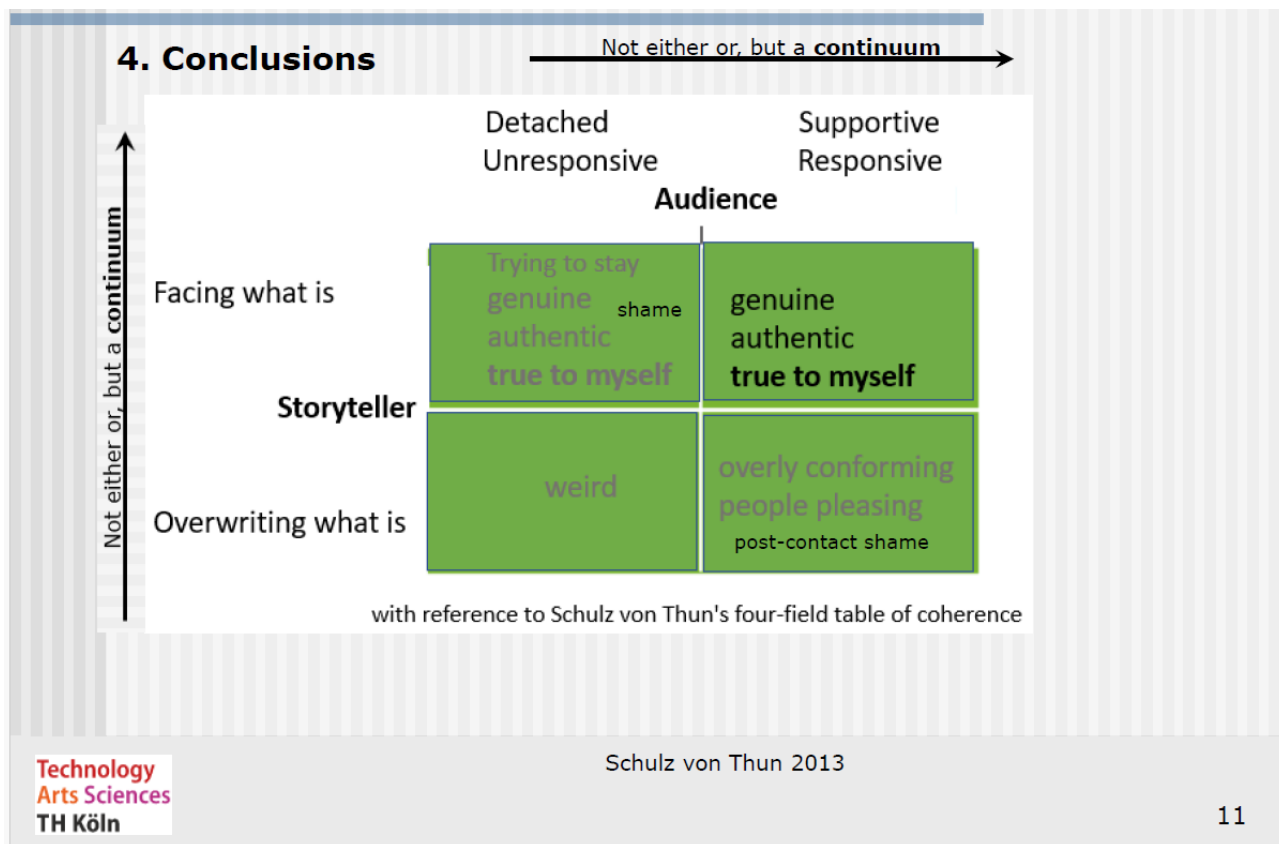 4. Conclusions
Not either or, but a continuum
Not either or, but a continuum
Detached
Unresponsive
Supportive
Responsive
Audience
Facing what is
Trying to stay
genuine
shame
authentic
true to myself
genuine
authentic
true to myself
Storyteller
Overwriting what is
weird
overly conforming
people pleasing
post-contact shame
with reference to Schulz von Thun's four-field table of coherence
Technology
Arts Sciences
TH Köln
Schulz von Thun 2013
11